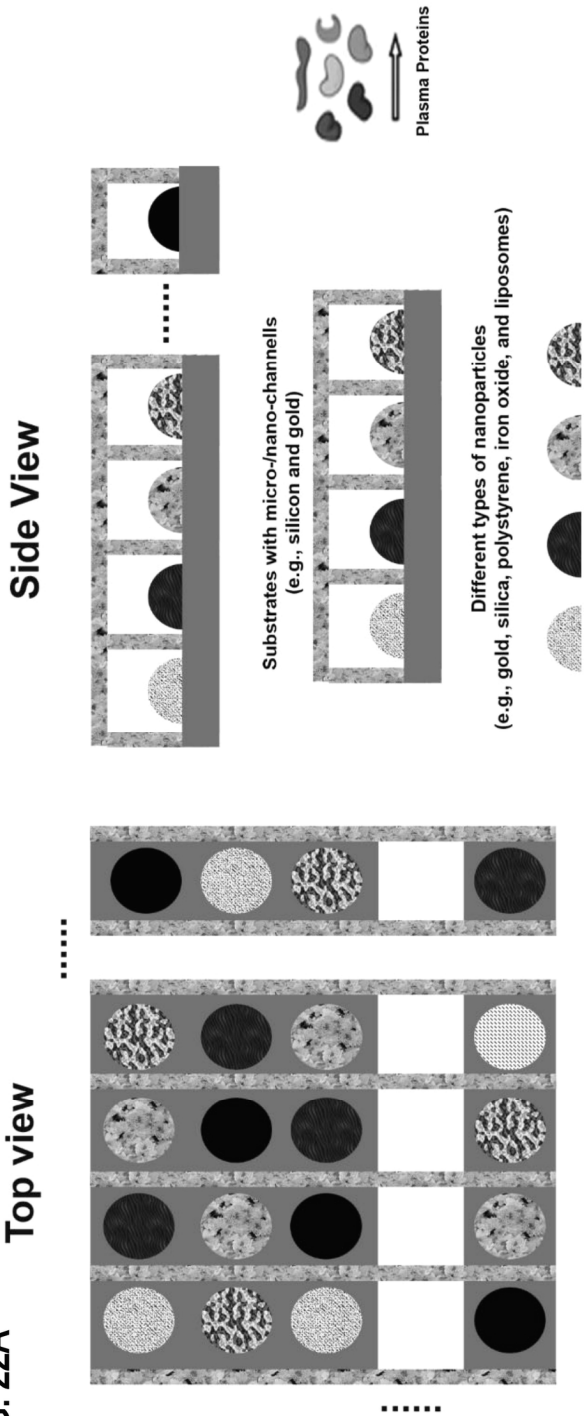 Top view
Side View
Substrates with micro-/nano-channells
(e.g., silicon and gold)
Different types of nanoparticles
(e.g., gold, silica, polystyrene, iron oxide, and liposomes)
Plasma Proteins
22A